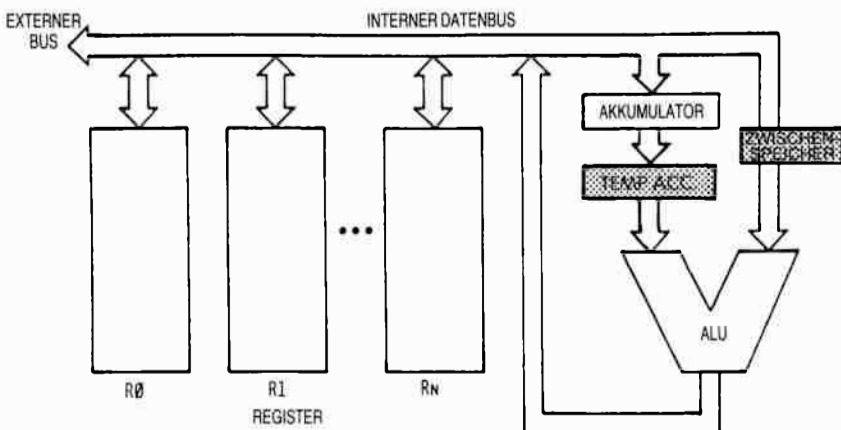 EXTERNER
BUS
INTERNER DATENBUS
AKKUMULATOR
ZWISCHEN-
SPEICHER
TEMP ACC.
•••
ALU
RØ
R1
RN
REGISTER